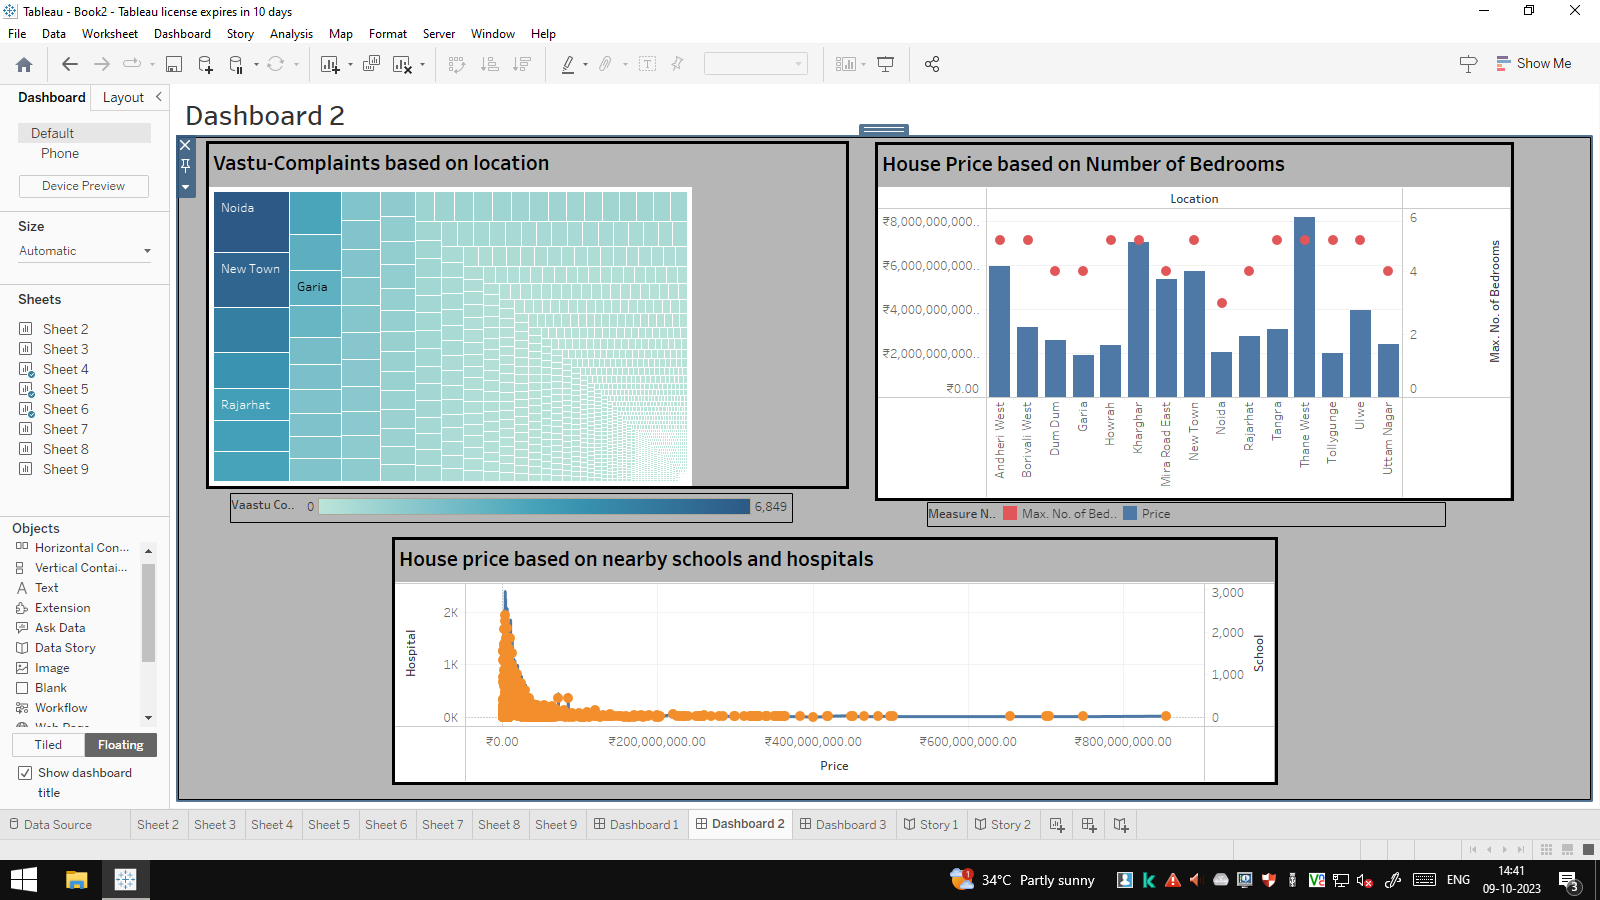 Tableau - Book2 - Tableau license expires in 10 days
File Data Worksheet Dashboard Story Analysis Map Format Server Window Help
Show Me
Dashboard Layout
Default
Phone
Device Preview
Size
Automatic
Sheets
Sheet 2
Sheet 3
Sheet 4
Sheet 5
Sheet 6
Sheet 7
Sheet 8
Sheet 9
Objects
Horizontal Con...
Vertical Contai...
Text
Extension
Ask Data
Data Story
Image
Blank
Workflow
Tiled Floating
Show dashboard
title
Dashboard 2
Vastu-Complaints based on location
Noida
New Town
Garia
Rajarhat
Vaastu Co.. 0 6,849
House Price based on Number of Bedrooms
Location
₹8,000,000,000..
₹6,000,000,000..
₹4,000,000,000..
₹2,000,000,000..
₹0.00
6
4
2
0
Max. No. of Bedrooms
Andheri West
Borivali West
Dum Dum
Garia
Howrah
Kharghar
Mira Road East
New Town
Noida
Rajarhat
Tangra
Thane West
Tollygunge
Ulwe
Uttam Nagar
Measure N.. Max. No. of Bed.. Price
House price based on nearby schools and hospitals
Hospital
2K
1K
0K
3,000
2,000
1,000
0
School
₹0.00 ₹200,000,000.00 ₹400,000,000.00 ₹600,000,000.00 ₹800,000,000.00
Price
Data Source Sheet 2 Sheet 3 Sheet 4 Sheet 5 Sheet 6 Sheet 7 Sheet 8 Sheet 9 Dashboard 1 Dashboard 2 Dashboard 3 Story 1 Story 2
1 34°C Partly sunny ENG 14:41
09-10-2023 3